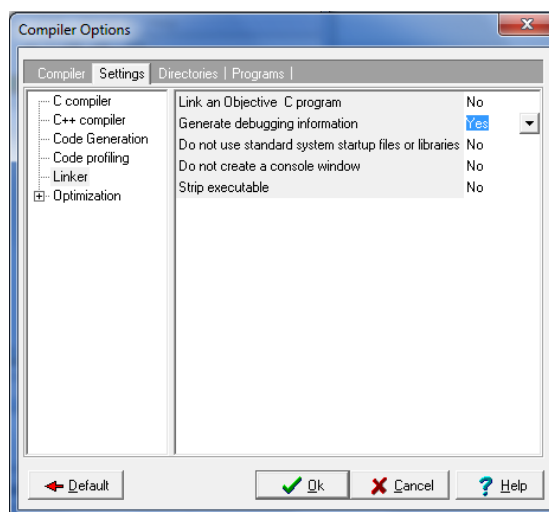 Compiler Options
Compiler Settings Directories | Programs |
C compiler
C++ compiler
Code Generation
Code profiling
Linker
Optimization
Link an Objective C program No
Generate debugging information Yes
Do not use standard system startup files or libraries No
Do not create a console window No
Strip executable No
Default Ok Cancel Help